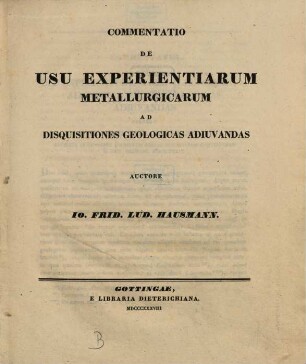 COMMENTATIO
DE
USU EXPERIENTIARUM
METALLURGICARUM
AD
DISQUISITIONES GEOLOGICAS ADIUVANDAS
AUCTORE
IO. FRID. LUD. HAUSMANN.
GOTTINGAE,
E LIBRARIA DIETERICHIANA.
MDCCCXXXVIII
B